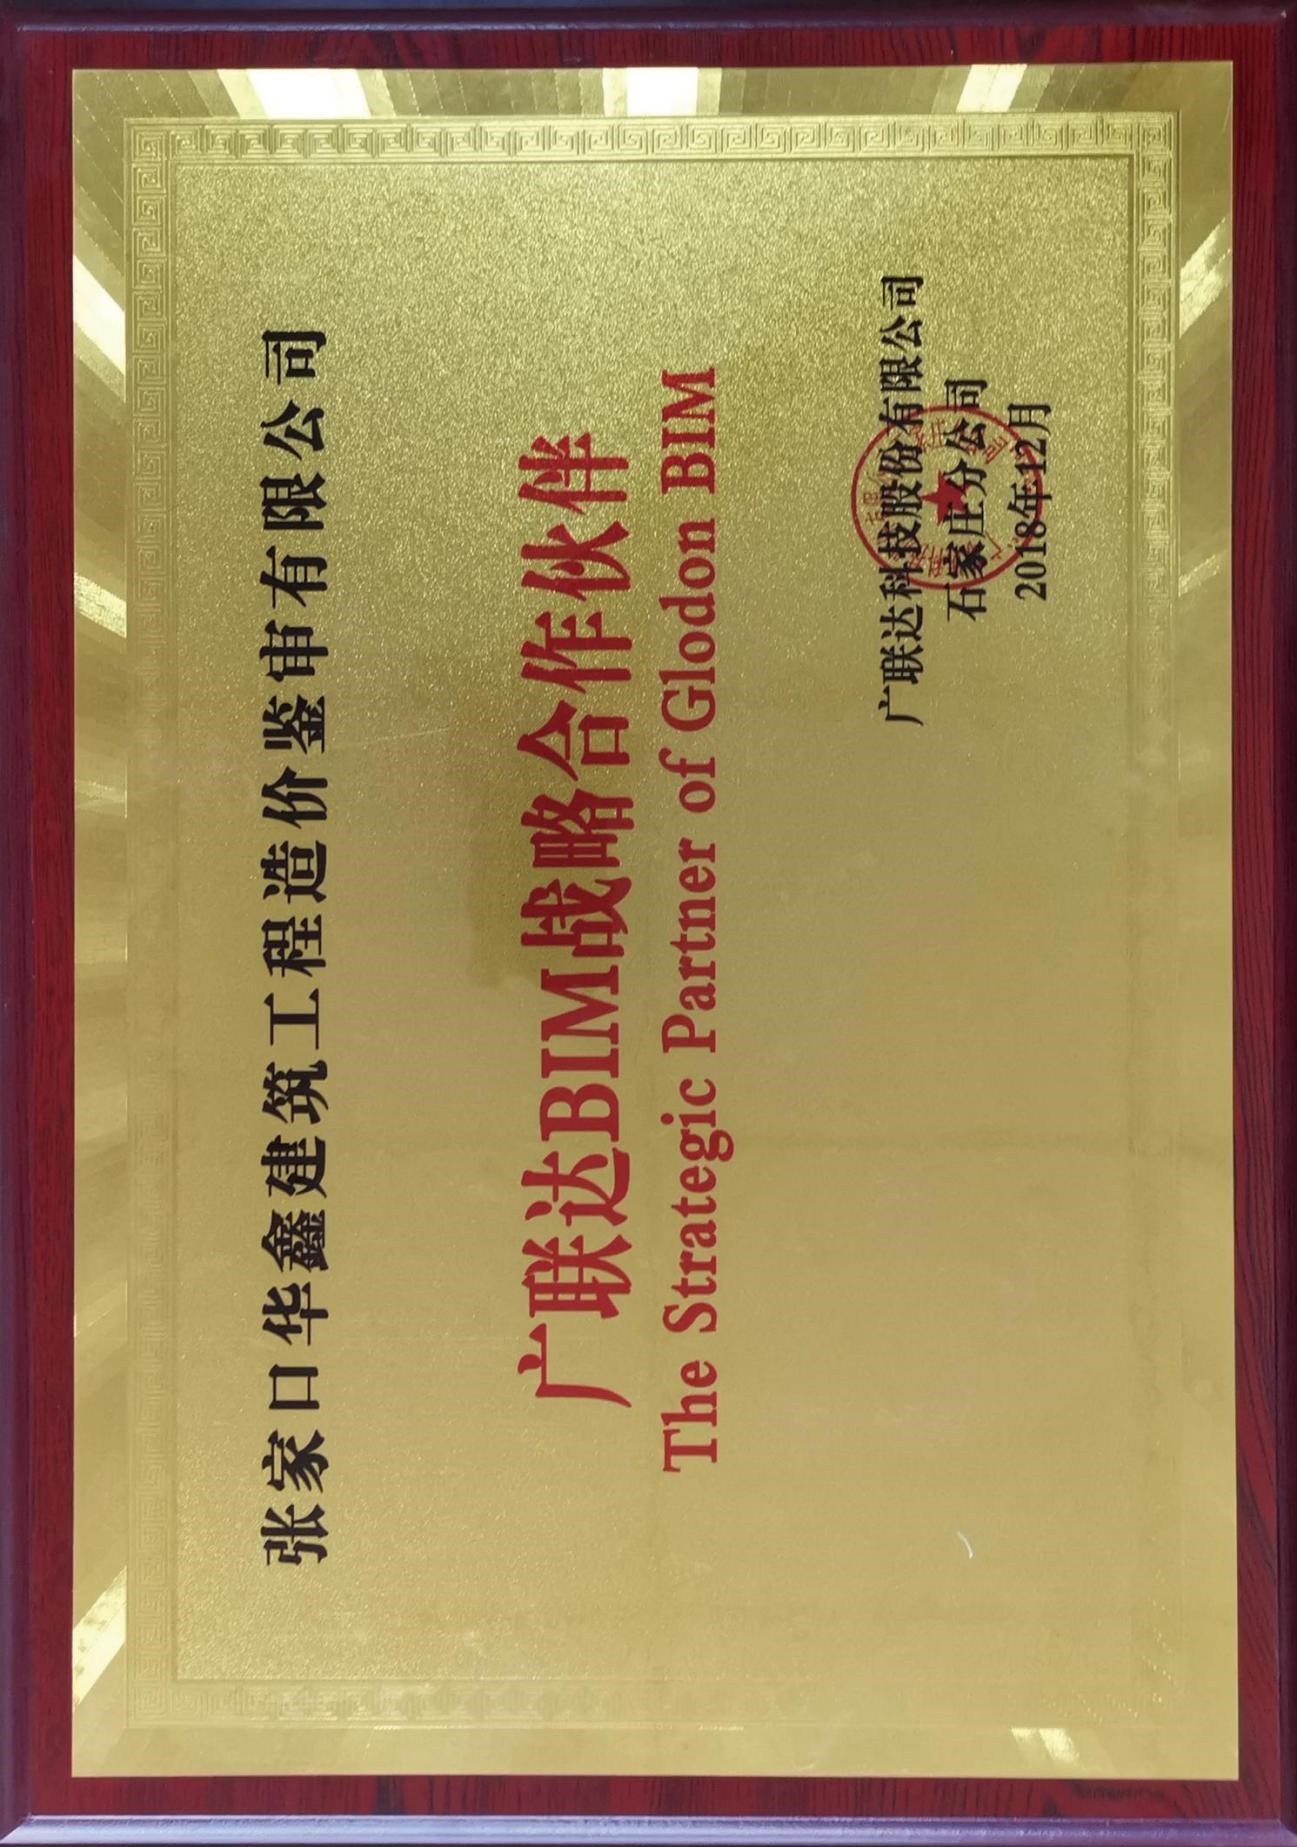 张家口华鑫建筑工程造价鉴审有限公司
广联达BIM战略合作伙伴
The Strategic Partner of Glodon BIM
广联达科技股份有限公司
石家庄分公司
2018年12月